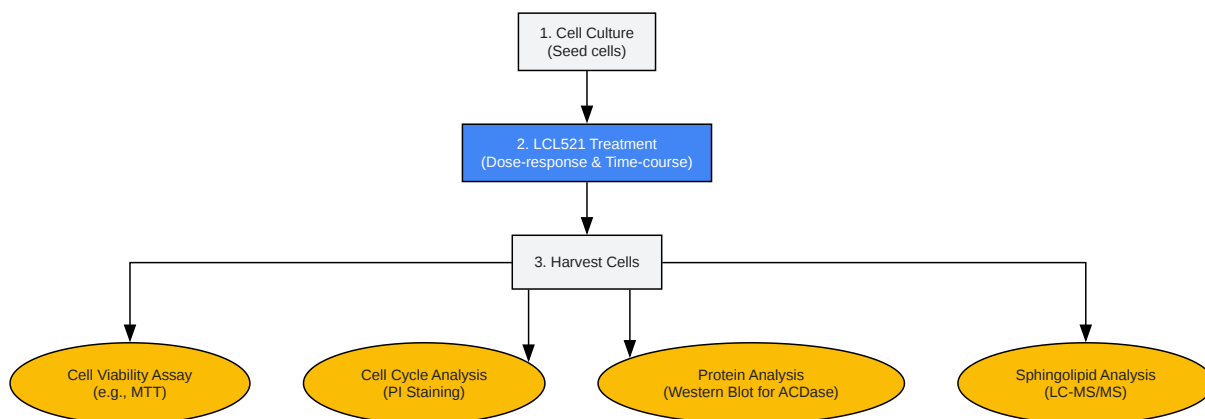 1. Cell Culture
(Seed cells)
2. LCL521 Treatment
(Dose-response & Time-course)
3. Harvest Cells
Cell Viability Assay
(e.g., MTT)
Cell Cycle Analysis
(PI Staining)
Protein Analysis
(Western Blot for ACDase)
Sphingolipid Analysis
(LC-MS/MS)